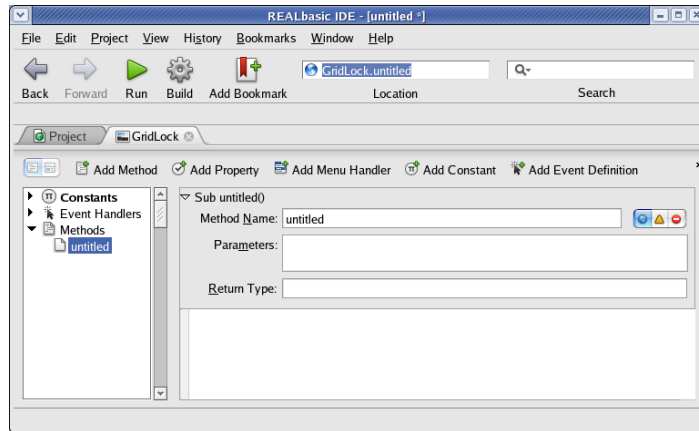 REALbasic IDE - [untitled *]
File Edit Project View History Bookmarks Window Help
GridLock.untitled
Back Forward Run Build Add Bookmark Location Search
Project GridLock
Add Method Add Property Add Menu Handler Add Constant Add Event Definition
Constants
Event Handlers
Methods
untitled
Sub untitled()
Method Name: untitled
Parameters:
Return Type: